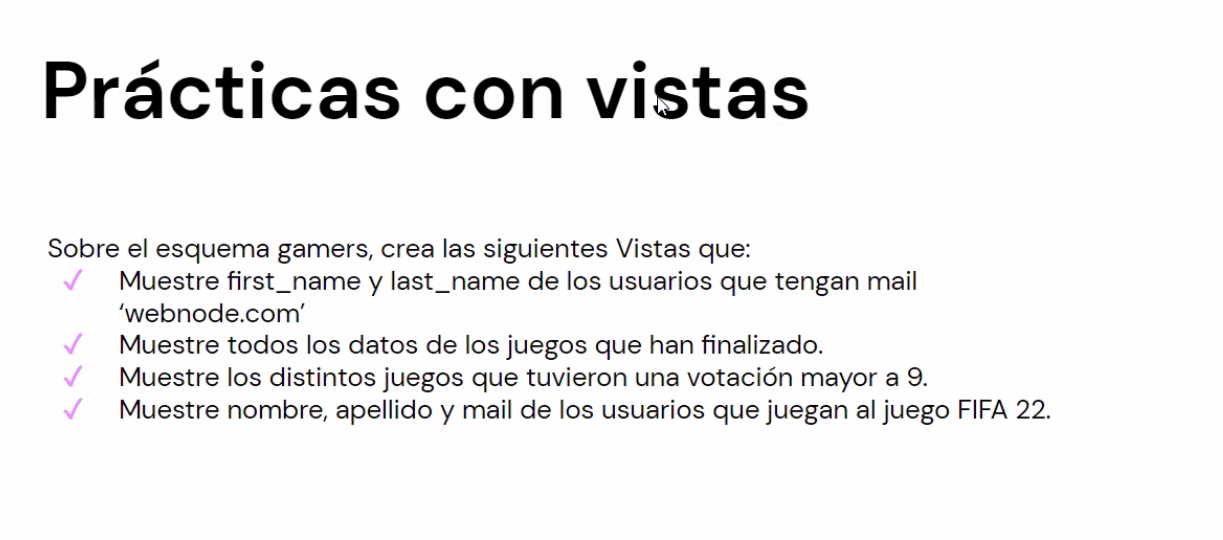 Prácticas con vistas
Sobre el esquema gamers, crea las siguientes Vistas que:
✓ Muestre first_name y last_name de los usuarios que tengan mail
‘webnode.com’
✓ Muestre todos los datos de los juegos que han finalizado.
✓ Muestre los distintos juegos que tuvieron una votación mayor a 9.
✓ Muestre nombre, apellido y mail de los usuarios que juegan al juego FIFA 22.